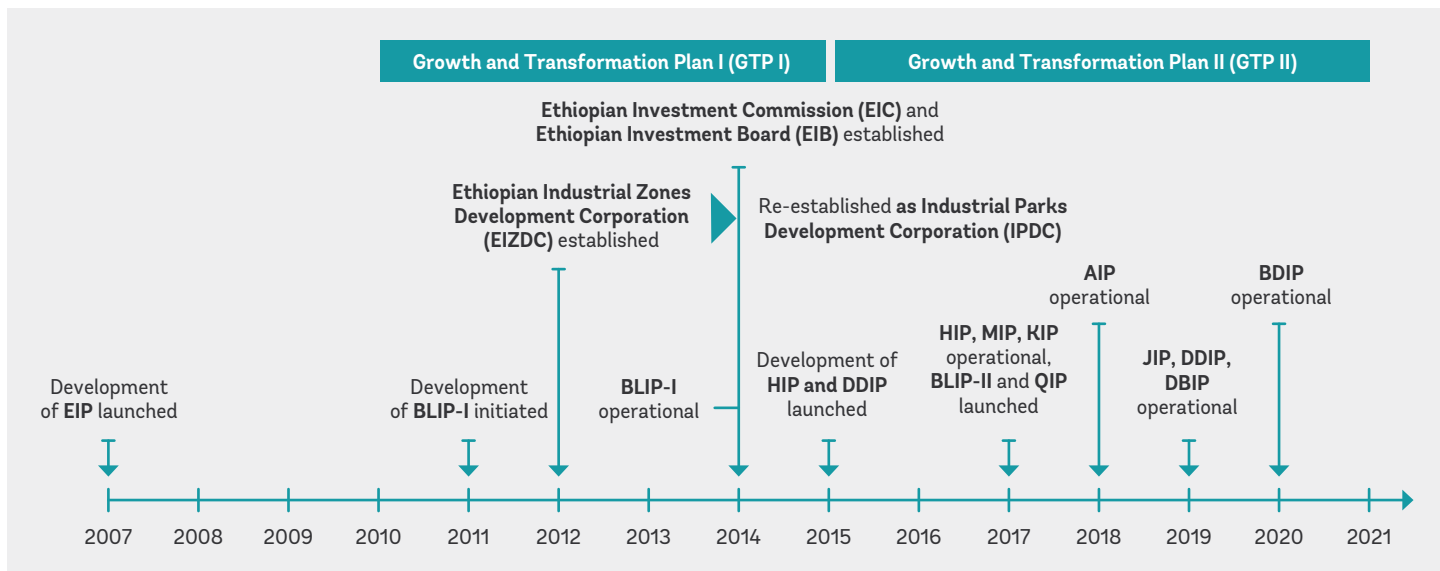 Growth and Transformation Plan I (GTP I)
Growth and Transformation Plan II (GTP II)
Ethiopian Investment Commission (EIC) and
Ethiopian Investment Board (EIB) established
Ethiopian Industrial Zones
Development Corporation
(EIZDC) established
Re-established as Industrial Parks
Development Corporation (IPDC)
AIP
operational
BDIP
operational
Development
of EIP launched
Development
of BLIP-I initiated
BLIP-I
operational
Development of
HIP and DDIP
launched
HIP, MIP, KIP
operational,
BLIP-II and QIP
launched
JIP, DDIP,
DBIP
operational
2007 2008 2009 2010 2011 2012 2013 2014 2015 2016 2017 2018 2019 2020 2021